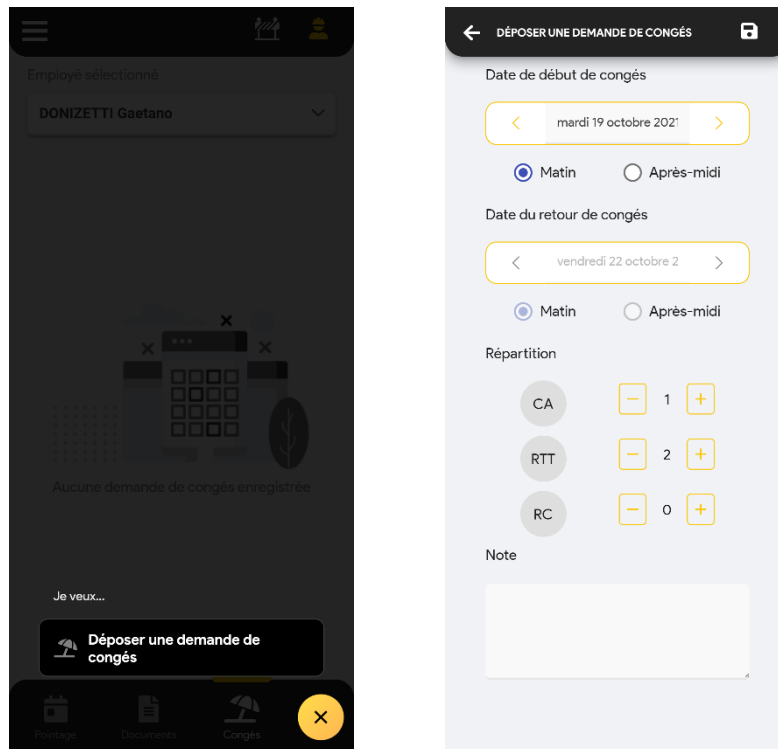 Employé sélectionné
DONIZETTI Gaetano
Aucune demande de congés enregistrée
Je veux...
Déposer une demande de
congés
Pointage
Documents
Congés
DÉPOSER UNE DEMANDE DE CONGÉS
Date de début de congés
mardi 19 octobre 2021
Matin
Après-midi
Date du retour de congés
vendredi 22 octobre 2
Matin
Après-midi
Répartition
CA
1
RTT
2
RC
0
Note